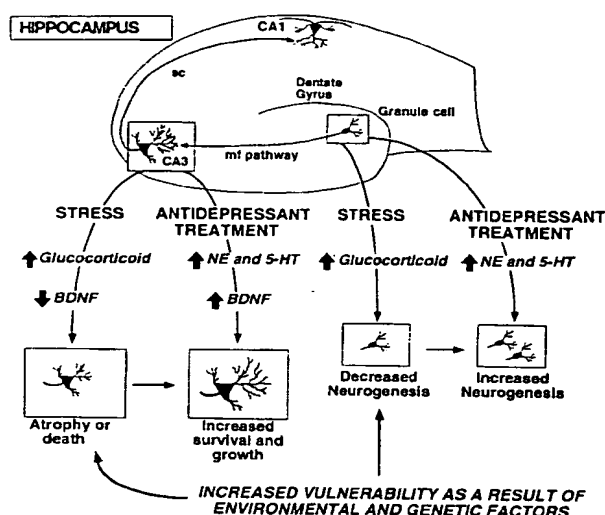 HIPPOCAMPUS
CA1
sc
Dentate
Gyrus
Granule cell
CA3
mf pathway
STRESS
Glucocorticoid
BDNF
ANTIDEPRESSANT
TREATMENT
NE and 5-HT
BDNF
STRESS
Glucocorticoid
ANTIDEPRESSANT
TREATMENT
NE and 5-HT
Atrophy or
death
Increased
survival and
growth
Decreased
Neurogenesis
Increased
Neurogenesis
INCREASED VULNERABILITY AS A RESULT OF
ENVIRONMENTAL AND GENETIC FACTORS